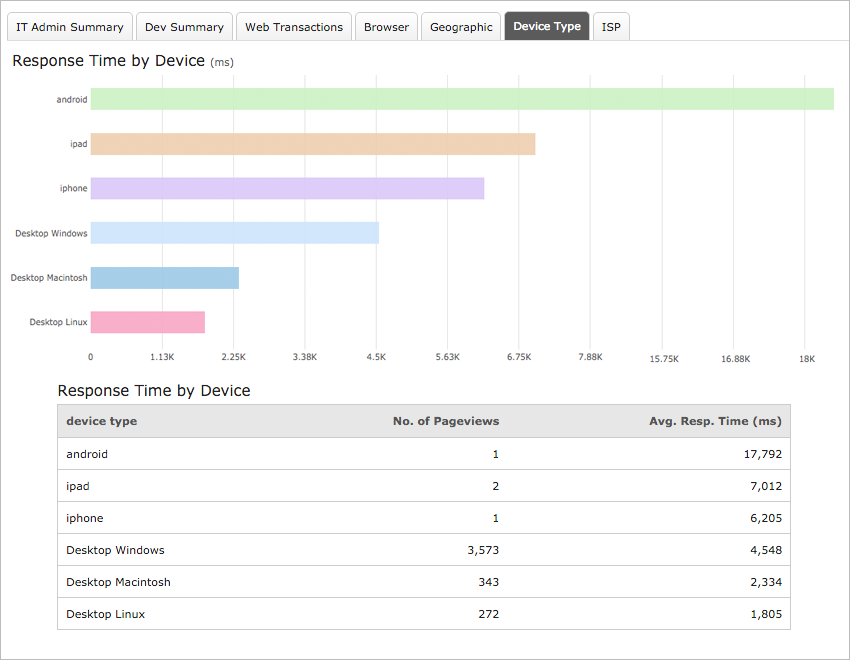 IT Admin Summary Dev Summary Web Transactions Browser Geographic Device Type ISP
Response Time by Device (ms)
android
ipad
iphone
Desktop Windows
Desktop Macintosh
Desktop Linux
0 1.13K 2.25K 3.38K 4.5K 5.63K 6.75K 7.88K 15.75K 16.88K 18K
Response Time by Device
device type No. of Pageviews Avg. Resp. Time (ms)
android 1 17,792
ipad 2 7,012
iphone 1 6,205
Desktop Windows 3,573 4,548
Desktop Macintosh 343 2,334
Desktop Linux 272 1,805